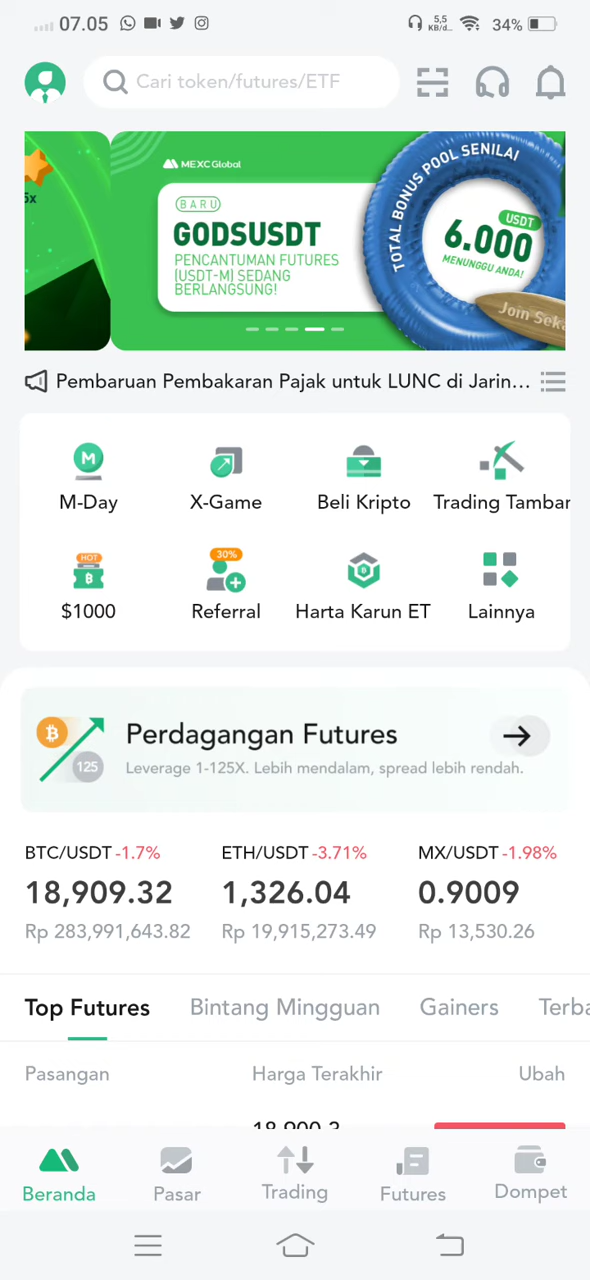 07.05
5,5
KB/d...
34%
Cari token/futures/ETF
5x
MEXC Global
BARU
GODSUSDT
PENCANTUMAN FUTURES
(USDT-M) SEDANG
BERLANGSUNG!
TOTAL BONUS POOL SENILAI
USDT
6.000
MENUNGGU ANDA!
Join Sek
Pembaruan Pembakaran Pajak untuk LUNC di Jarin...
M
M-Day
X-Game
Beli Kripto
Trading Tambar
HOT
30%
$1000
Referral
Harta Karun ET
Lainnya
125
Perdagangan Futures
Leverage 1-125X. Lebih mendalam, spread lebih rendah.
BTC/USDT -1.7%
ETH/USDT -3.71%
MX/USDT -1.98%
18,909.32
1,326.04
0.9009
Rp 283,991,643.82
Rp 19,915,273.49
Rp 13,530.26
Top Futures
Bintang Mingguan
Gainers
Terba
Pasangan
Harga Terakhir
Ubah
Beranda
Pasar
Trading
Futures
Dompet